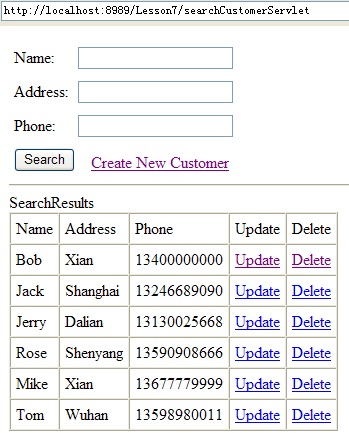 http://localhost:8989/Lesson7/searchCustomerServlet
Name:
Address:
Phone:
Search Create New Customer
SearchResults
Name Address Phone Update Delete
Bob Xian 13400000000 Update Delete
Jack Shanghai 13246689090 Update Delete
Jerry Dalian 13130025668 Update Delete
Rose Shenyang 13590908666 Update Delete
Mike Xian 13677779999 Update Delete
Tom Wuhan 13598980011 Update Delete